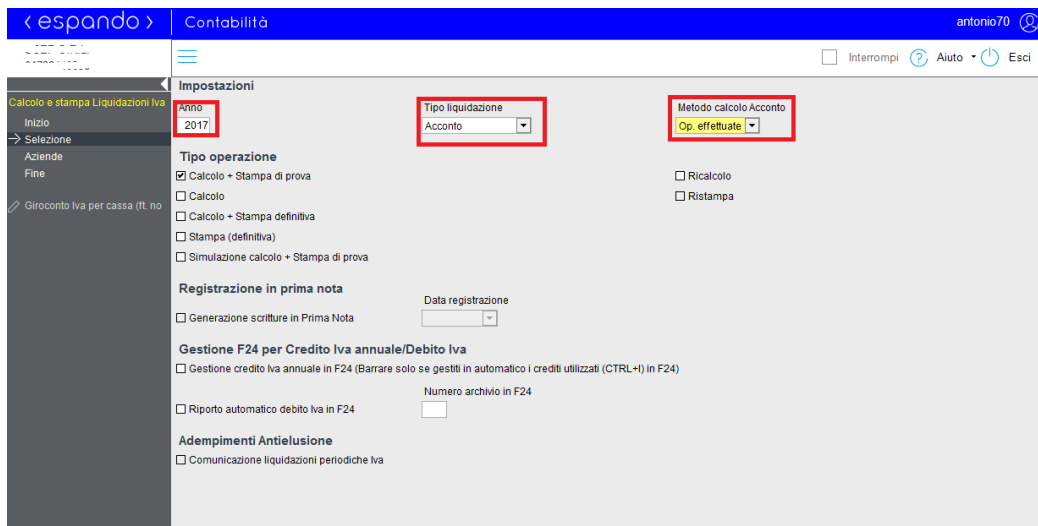 ‹ espando › Contabilità antonio70
Interrompi ? Aiuto Esci
Calcolo e stampa Liquidazioni Iva
Inizio
Selezione
Aziende
Fine
Giroconto Iva per cassa (ft. no
Impostazioni
Anno Tipo liquidazione Metodo calcolo Acconto
2017 Acconto Op. effettuate
Tipo operazione
Calcolo + Stampa di prova Ricalcolo
Calcolo Ristampa
Calcolo + Stampa definitiva
Stampa (definitiva)
Simulazione calcolo + Stampa di prova
Registrazione in prima nota
Data registrazione
Generazione scritture in Prima Nota
Gestione F24 per Credito Iva annuale/Debito Iva
Gestione credito Iva annuale in F24 (Barrare solo se gestiti in automatico i crediti utilizzati (CTRL+I) in F24)
Numero archivio in F24
Riporto automatico debito Iva in F24
Adempimenti Antielusione
Comunicazione liquidazioni periodiche Iva